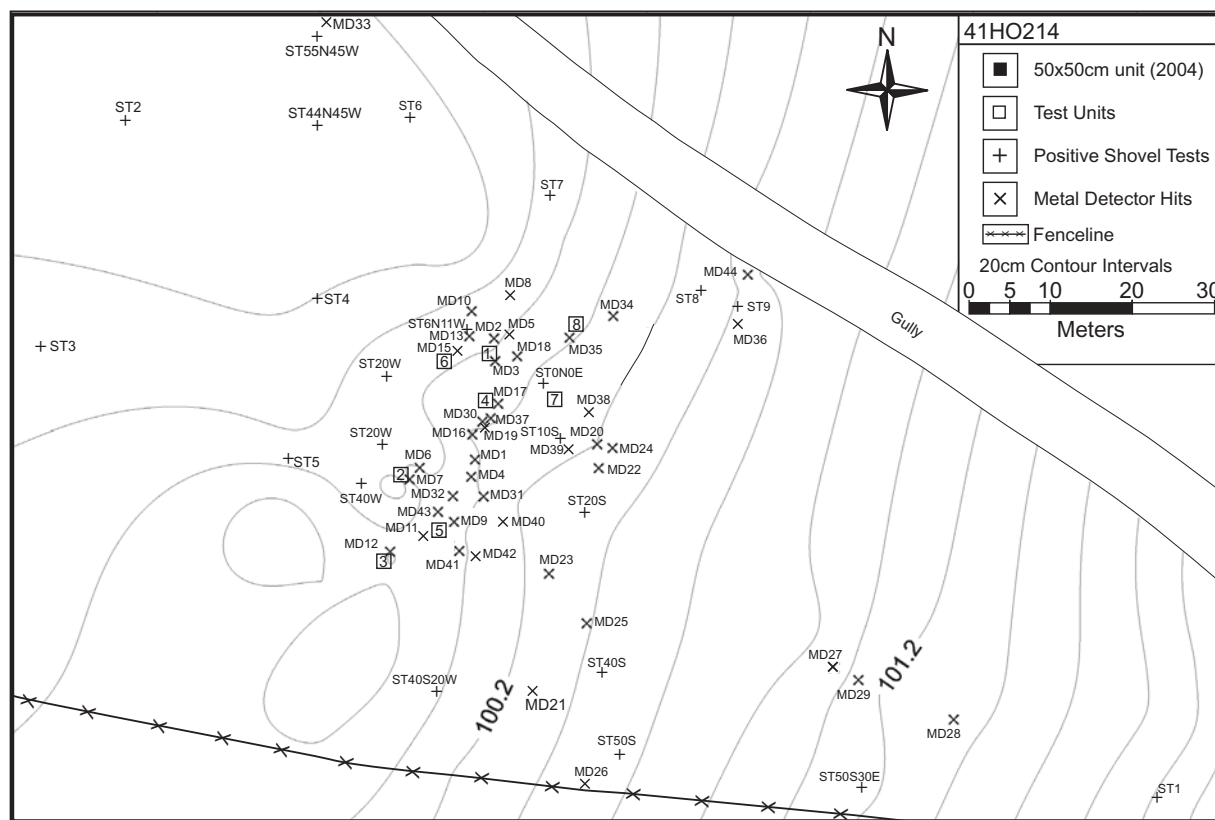 MD33
ST55N45W
41HO214
N
50x50cm unit (2004)
ST2
ST44N45W
ST6
Test Units
Positive Shovel Tests
ST7
Metal Detector Hits
Fenceline
20cm Contour Intervals
0 5 10 20 30
Meters
MD44
MD8
ST4
ST8
ST9
MD10
MD34
ST6N11W
MD2
MD5
8
Gully
MD13
MD35
MD36
ST3
MD15
1
MD18
6
MD3
ST20W
ST0N0E
MD17
4
7
MD38
MD30
MD37
ST20W
MD16
MD19
ST10S
MD20
MD39
MD24
ST5
MD6
MD1
2
MD7
MD4
MD22
ST40W
MD32
MD31
ST20S
MD43
MD11
5
MD9
MD40
MD12
3
MD41
MD42
MD23
MD25
MD27
ST40S
101.2
MD29
ST40S20W
100.2
MD21
MD28
ST50S
MD26
ST50S30E
ST1